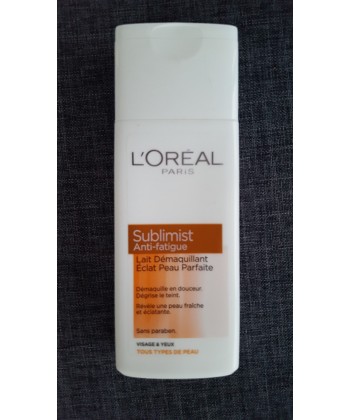 L'ORÉAL
PARIS
Sublimist
Anti-fatigue
Lait Démaquillant
Éclat Peau Parfaite
Démaquille en douceur.
Dégrise le teint.
Révèle une peau fraîche
et éclatante.
Sans paraben.
VISAGE & YEUX
TOUS TYPES DE PEAU